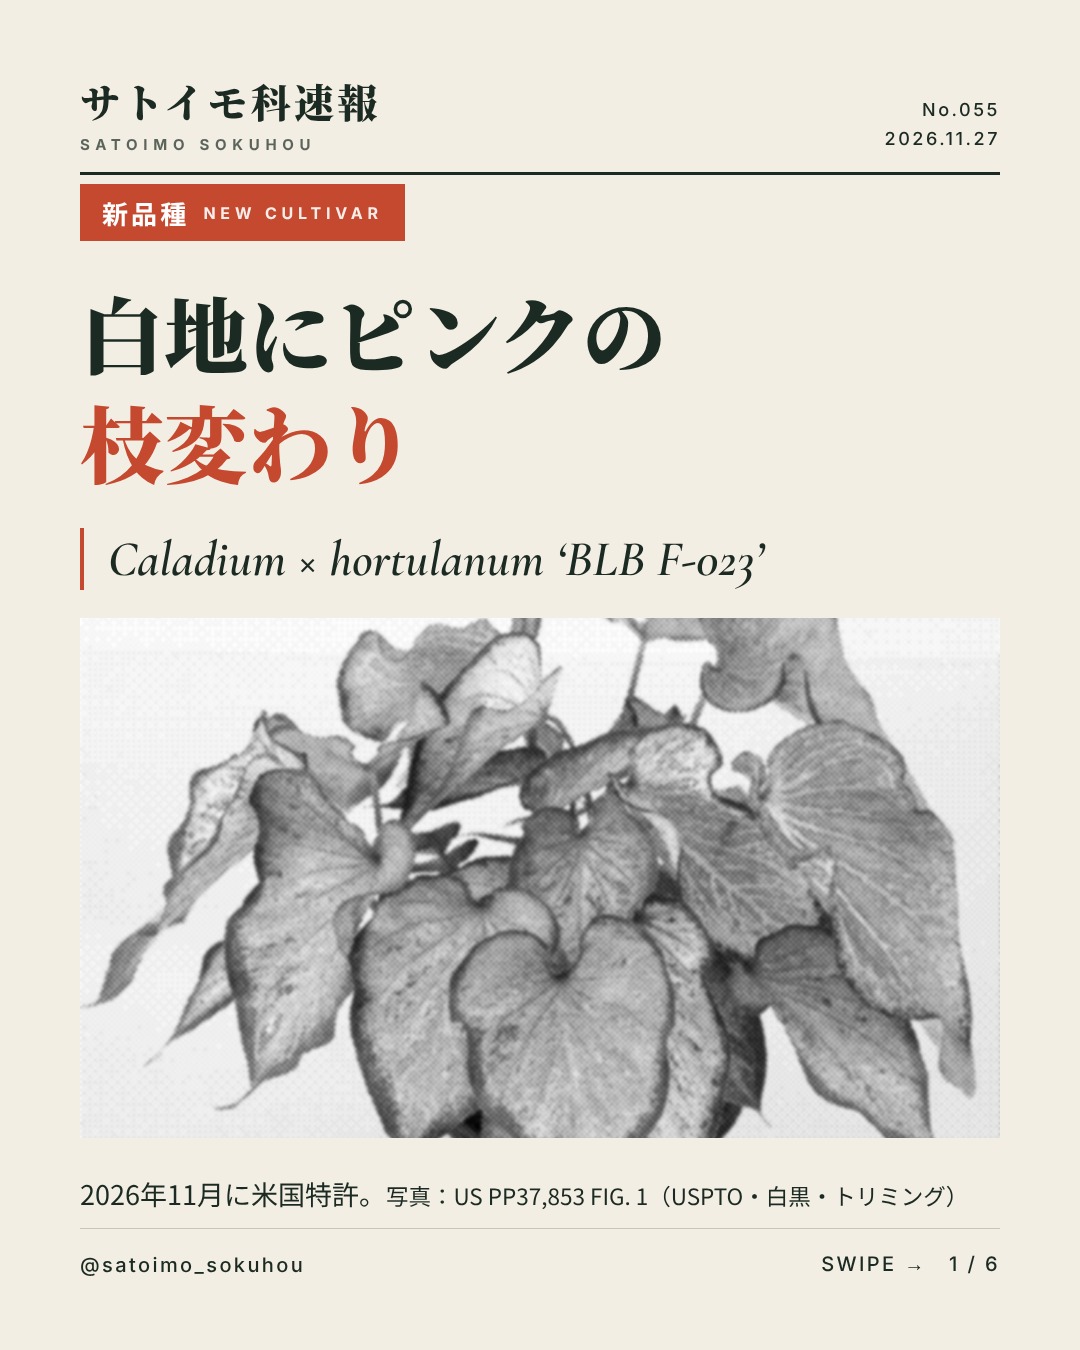 サトイモ科速報
SATOIMO SOKUHOU
No.055
2026.11.27
新品種 NEW CULTIVAR
白地にピンクの
枝変わり
Caladium × hortulanum ‘BLB F-023’
2026年11月に米国特許。写真：US PP37,853 FIG. 1（USPTO・白黒・トリミング）
@satoimo_sokuhou
SWIPE → 1 / 6